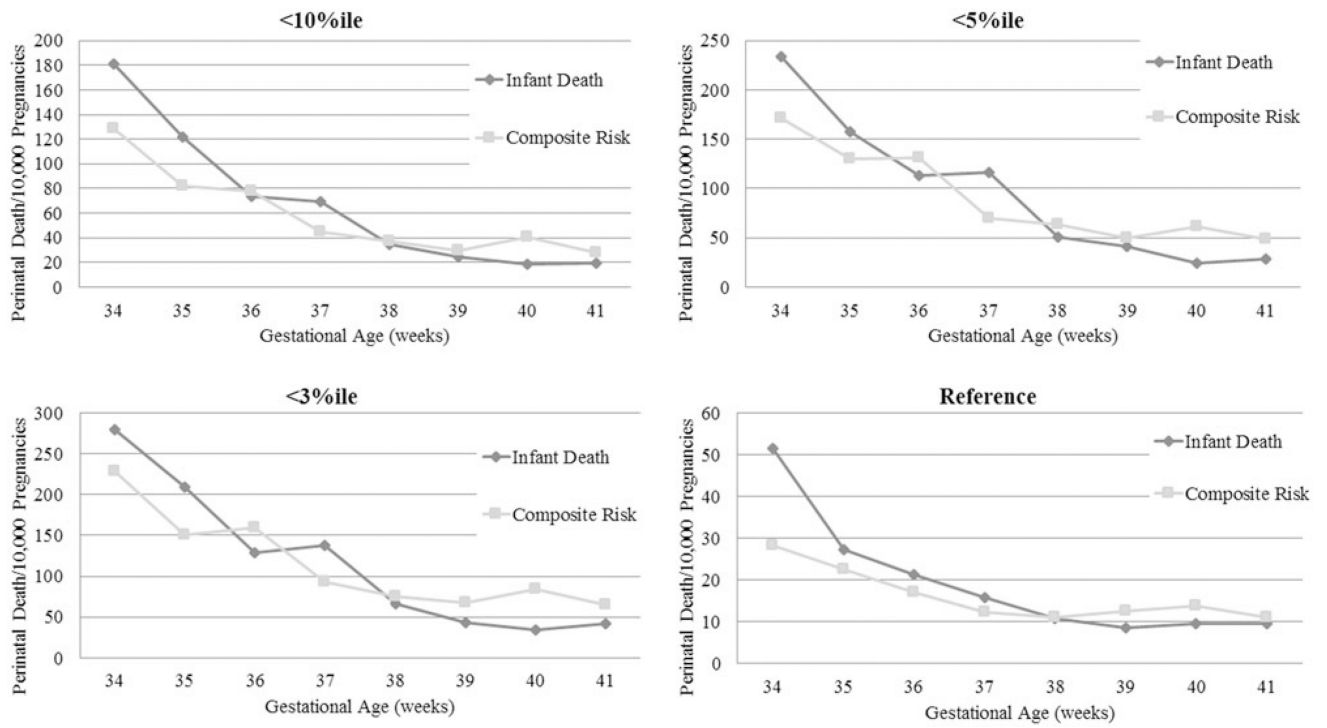 <10%ile
Perinatal Death/10,000 Pregnancies
200
180
160
140
120
100
80
60
40
20
0
Infant Death
Composite Risk
34 35 36 37 38 39 40 41
Gestational Age (weeks)
<5%ile
Perinatal Death/10,000 Pregnancies
250
200
150
100
50
0
Infant Death
Composite Risk
34 35 36 37 38 39 40 41
Gestational Age (weeks)
<3%ile
Perinatal Death/10,000 Pregnancies
300
250
200
150
100
50
0
Infant Death
Composite Risk
34 35 36 37 38 39 40 41
Gestational Age (weeks)
Reference
Perinatal Death/10,000 Pregnancies
60
50
40
30
20
10
0
Infant Death
Composite Risk
34 35 36 37 38 39 40 41
Gestational Age (weeks)